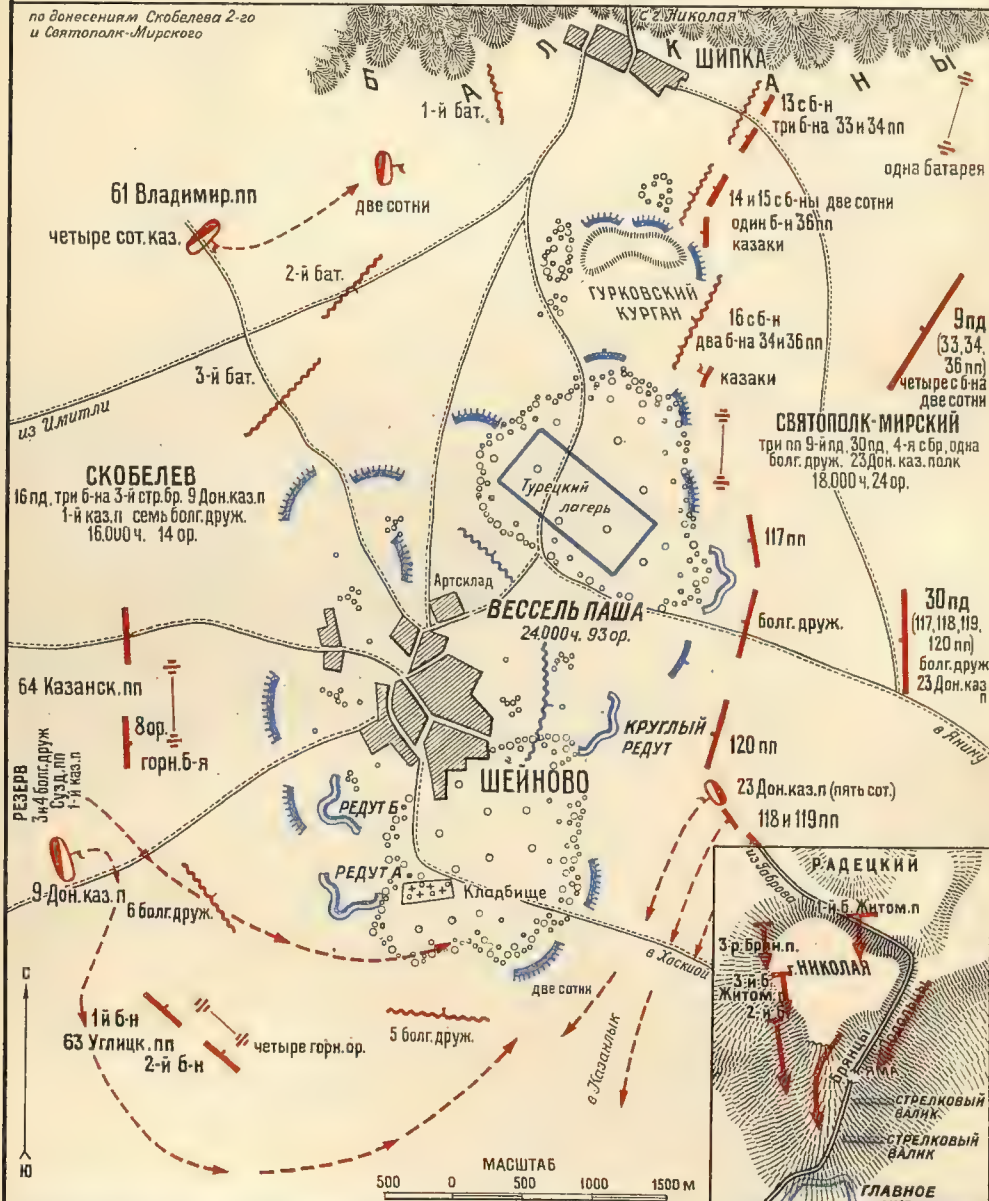 по донесениям Скобелева 2-го
и Святополк-Мирского
с г. Николая
БАЛКАНЫ
ШИПКА
1-й бат.
13 с б-н
три б-на 33 и 34 пп
одна батарея
61 Владимир.пп
четыре сот. каз.
две сотни
14 и 15 с б-ны две сотни
один б-н 36 пп
казаки
2-й бат.
ГУРКОВСКИЙ
КУРГАН
16 с б-н
два б-на 34 и 36 пп
казаки
9 пд
(33,34,
36 пп)
четыре с б-на
две сотни
3-й бат.
из Имитли
СКОБЕЛЕВ
16 пд, три б-на 3-й стр. бр. 9 Дон.каз.п
1-й каз.п семь болг. друж.
16.000 ч. 14 ор.
СВЯТОПОЛК-МИРСКИЙ
три пп 9-й пд, 30 пд, 4-я с бр, одна
болг. друж. 23 Дон. каз. полк
18.000 ч, 24 ор.
Турецкий
лагерь
117 пп
Артсклад
ВЕССЕЛЬ ПАША
24.000 ч. 93 ор.
болг. друж.
30 пд
(117,118,119,
120 пп)
болг. друж
23 Дон.каз
п
64 Казанск. пп
8 ор.
горн. б-я
КРУГЛЫЙ
РЕДУТ
в Янину
120 пп
ШЕЙНОВО
РЕЗЕРВ
3 и 4 болг. друж
Сузд. пп
1-й каз.п
РЕДУТ Б
23 Дон. каз. п (пять сот.)
118 и 119 пп
9 Дон. каз. п
6 болг. друж.
РЕДУТ А
Кладбище
в Хаскиой
две сотни
1й б-н
63 Углицк. пп
2-й б-н
четыре горн. ор.
5 болг. друж.
в Казанлык
из Габрова
РАДЕЦКИЙ
1-й б. Житом. п
3 р. Брян. п.
г. НИКОЛАЯ
3-й б.
Житом. п
2-й б.
Брянцы
Подольцы
ЯМА
СТРЕЛКОВЫЙ
ВАЛИК
СТРЕЛКОВЫЙ
ВАЛИК
ГЛАВНОЕ
С
Ю
МАСШТАБ
500 0 1000 1500 м